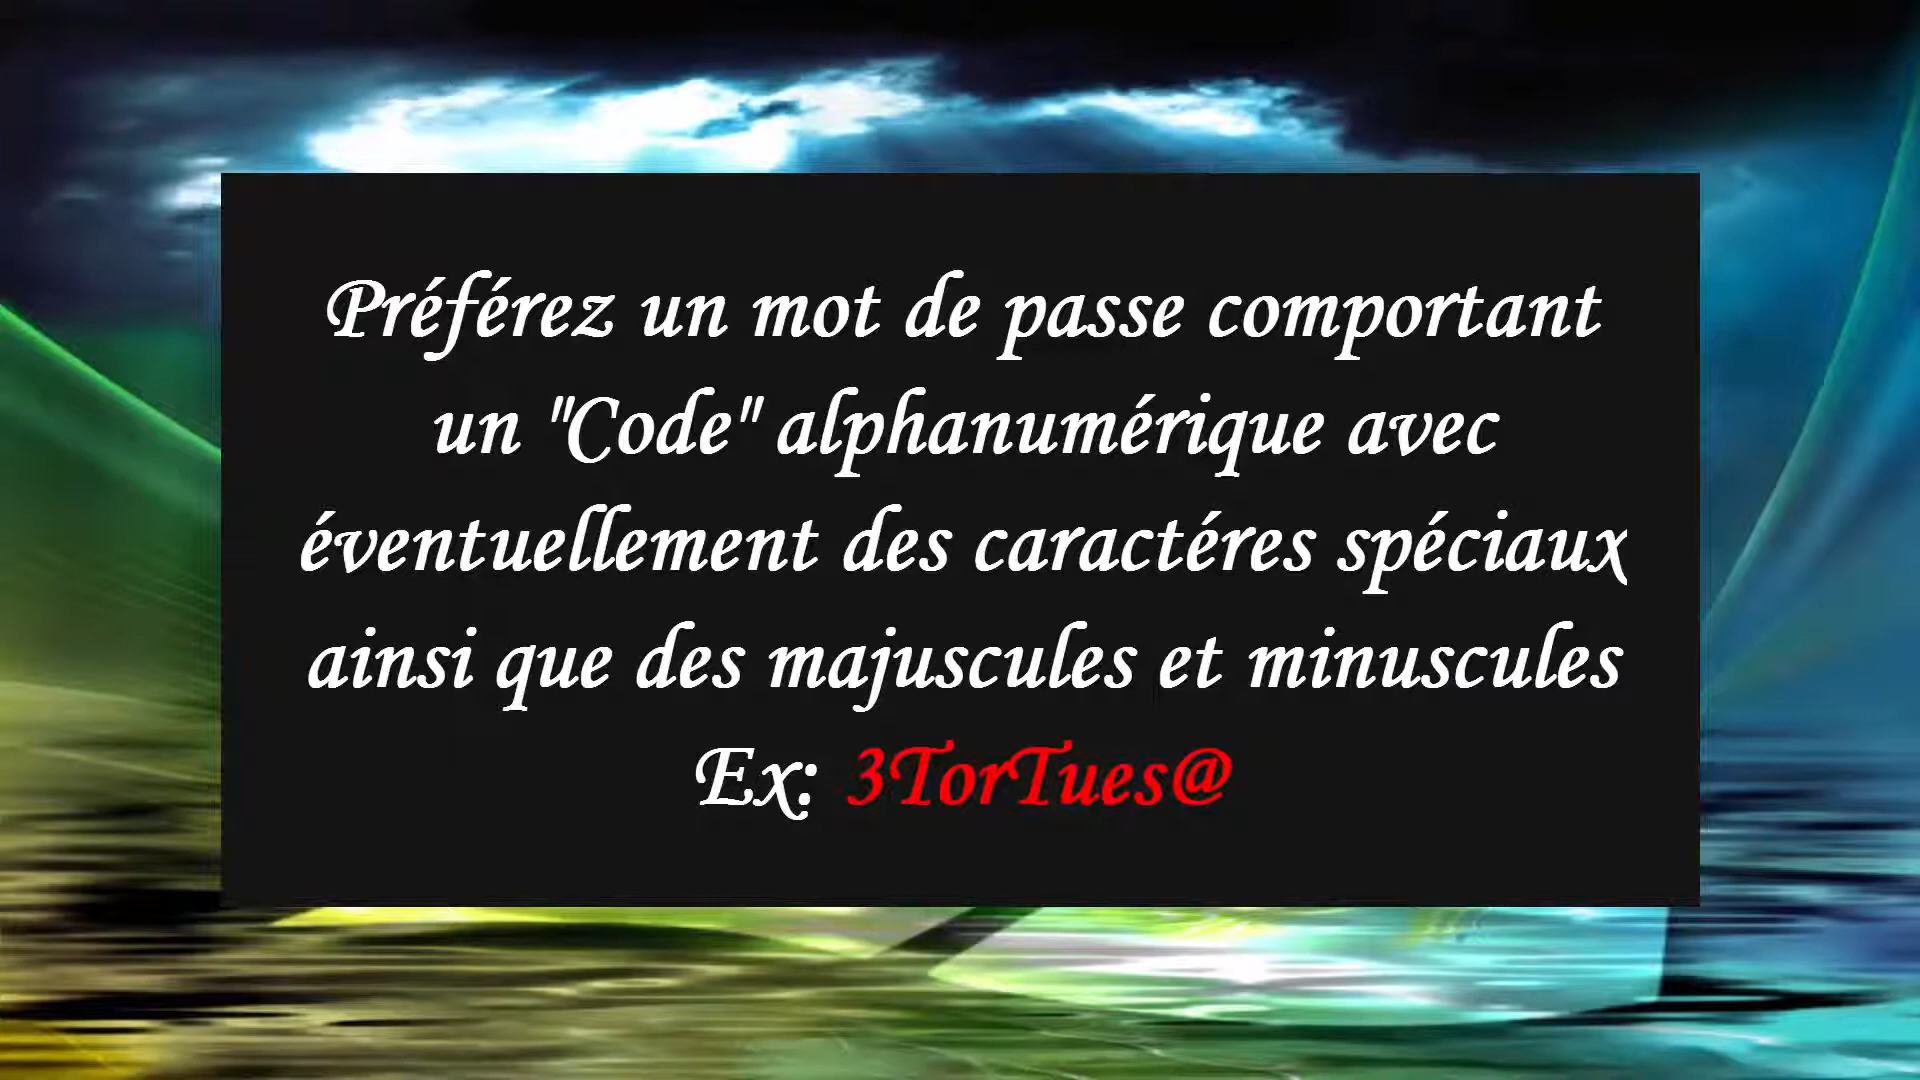 Préférez un mot de passe comportant
un "Code" alphanumérique avec
éventuellement des caractéres spéciaux
ainsi que des majuscules et minuscules
Ex: 3TorTues@